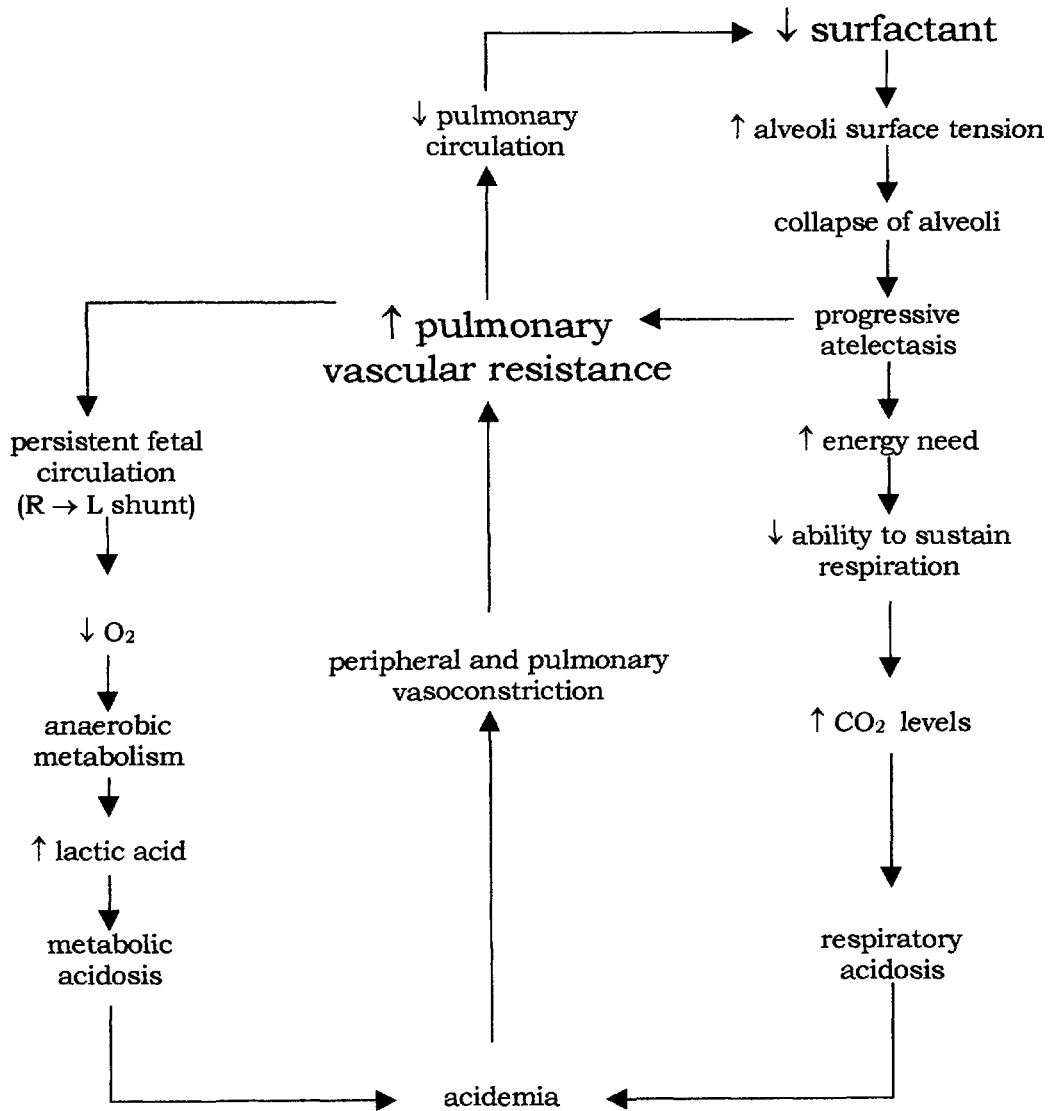 ↓ surfactant
↓ pulmonary
circulation
↑ alveoli surface tension
collapse of alveoli
progressive
atelectasis
↑ pulmonary
vascular resistance
persistent fetal
circulation
(R → L shunt)
↑ energy need
↓ ability to sustain
respiration
↓ O₂
peripheral and pulmonary
vasoconstriction
anaerobic
metabolism
↑ CO₂ levels
↑ lactic acid
metabolic
acidosis
respiratory
acidosis
acidemia